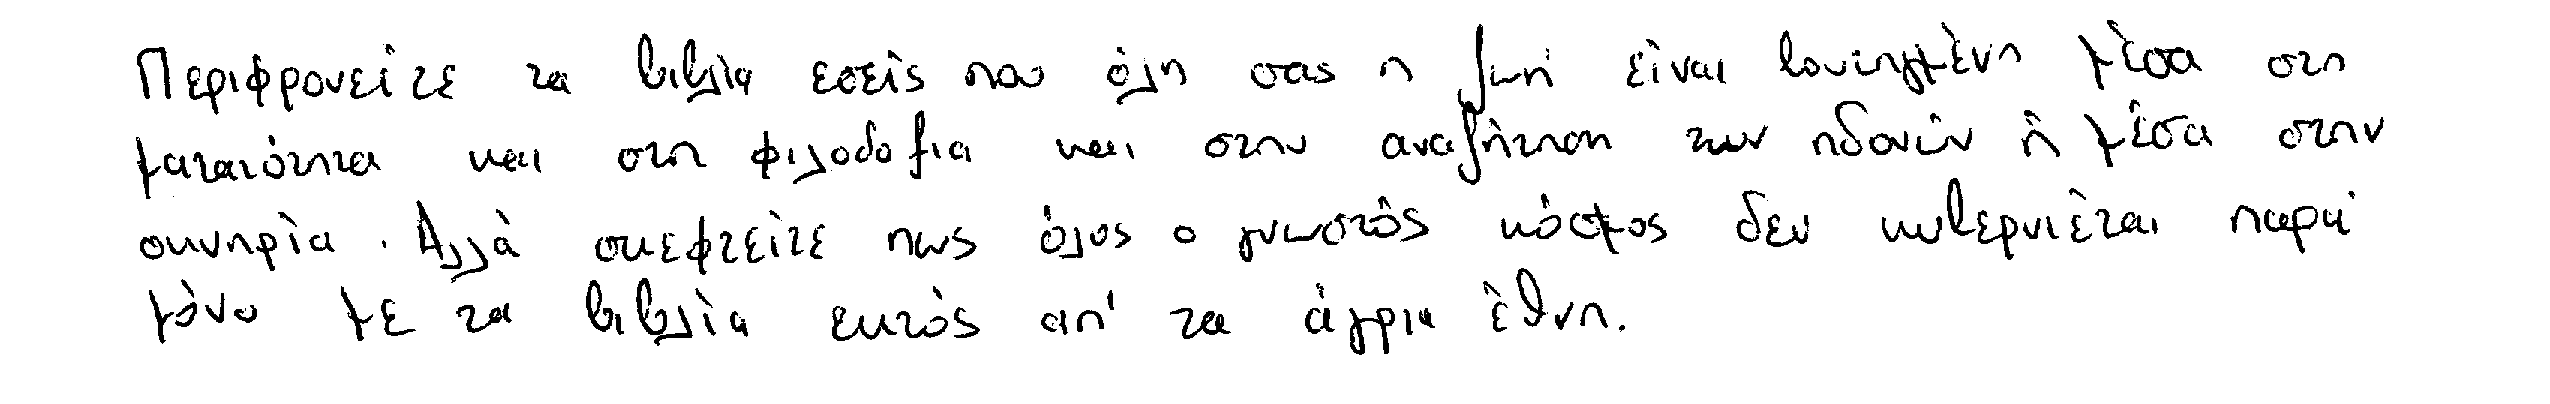 Περιφρονείτε τα βιβλία εσείς που όλη σας η ζωή είναι βουτηγμένη μέσα στη
ματαιότητα και στη φιλοδοξία και στην αναζήτηση των ηδονών ή μέσα στην
οκνηρία. Αλλά σκεφτείτε πως όλος ο γνωστός κόσμος δεν κυβερνιέται παρά
μόνο με τα βιβλία εκτός απ' τα άγρια έθνη.